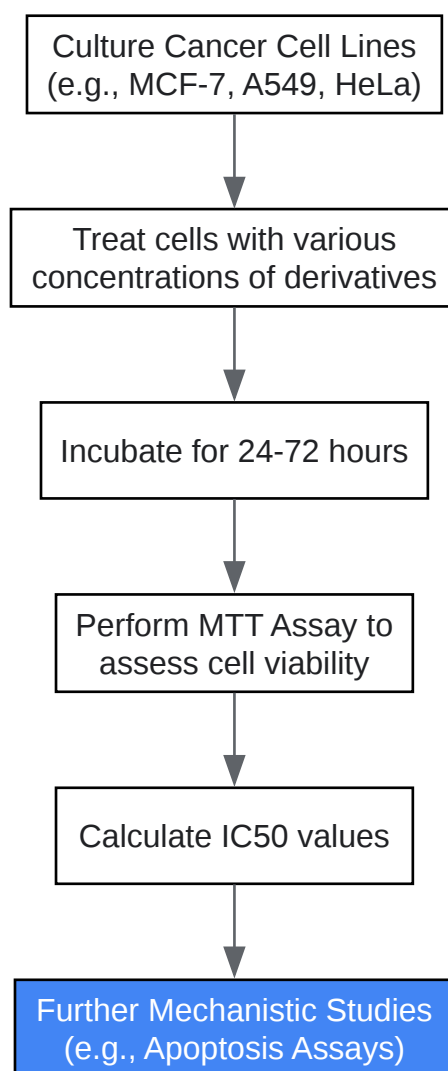 Culture Cancer Cell Lines
(e.g., MCF-7, A549, HeLa)
Treat cells with various
concentrations of derivatives
Incubate for 24-72 hours
Perform MTT Assay to
assess cell viability
Calculate IC50 values
Further Mechanistic Studies
(e.g., Apoptosis Assays)